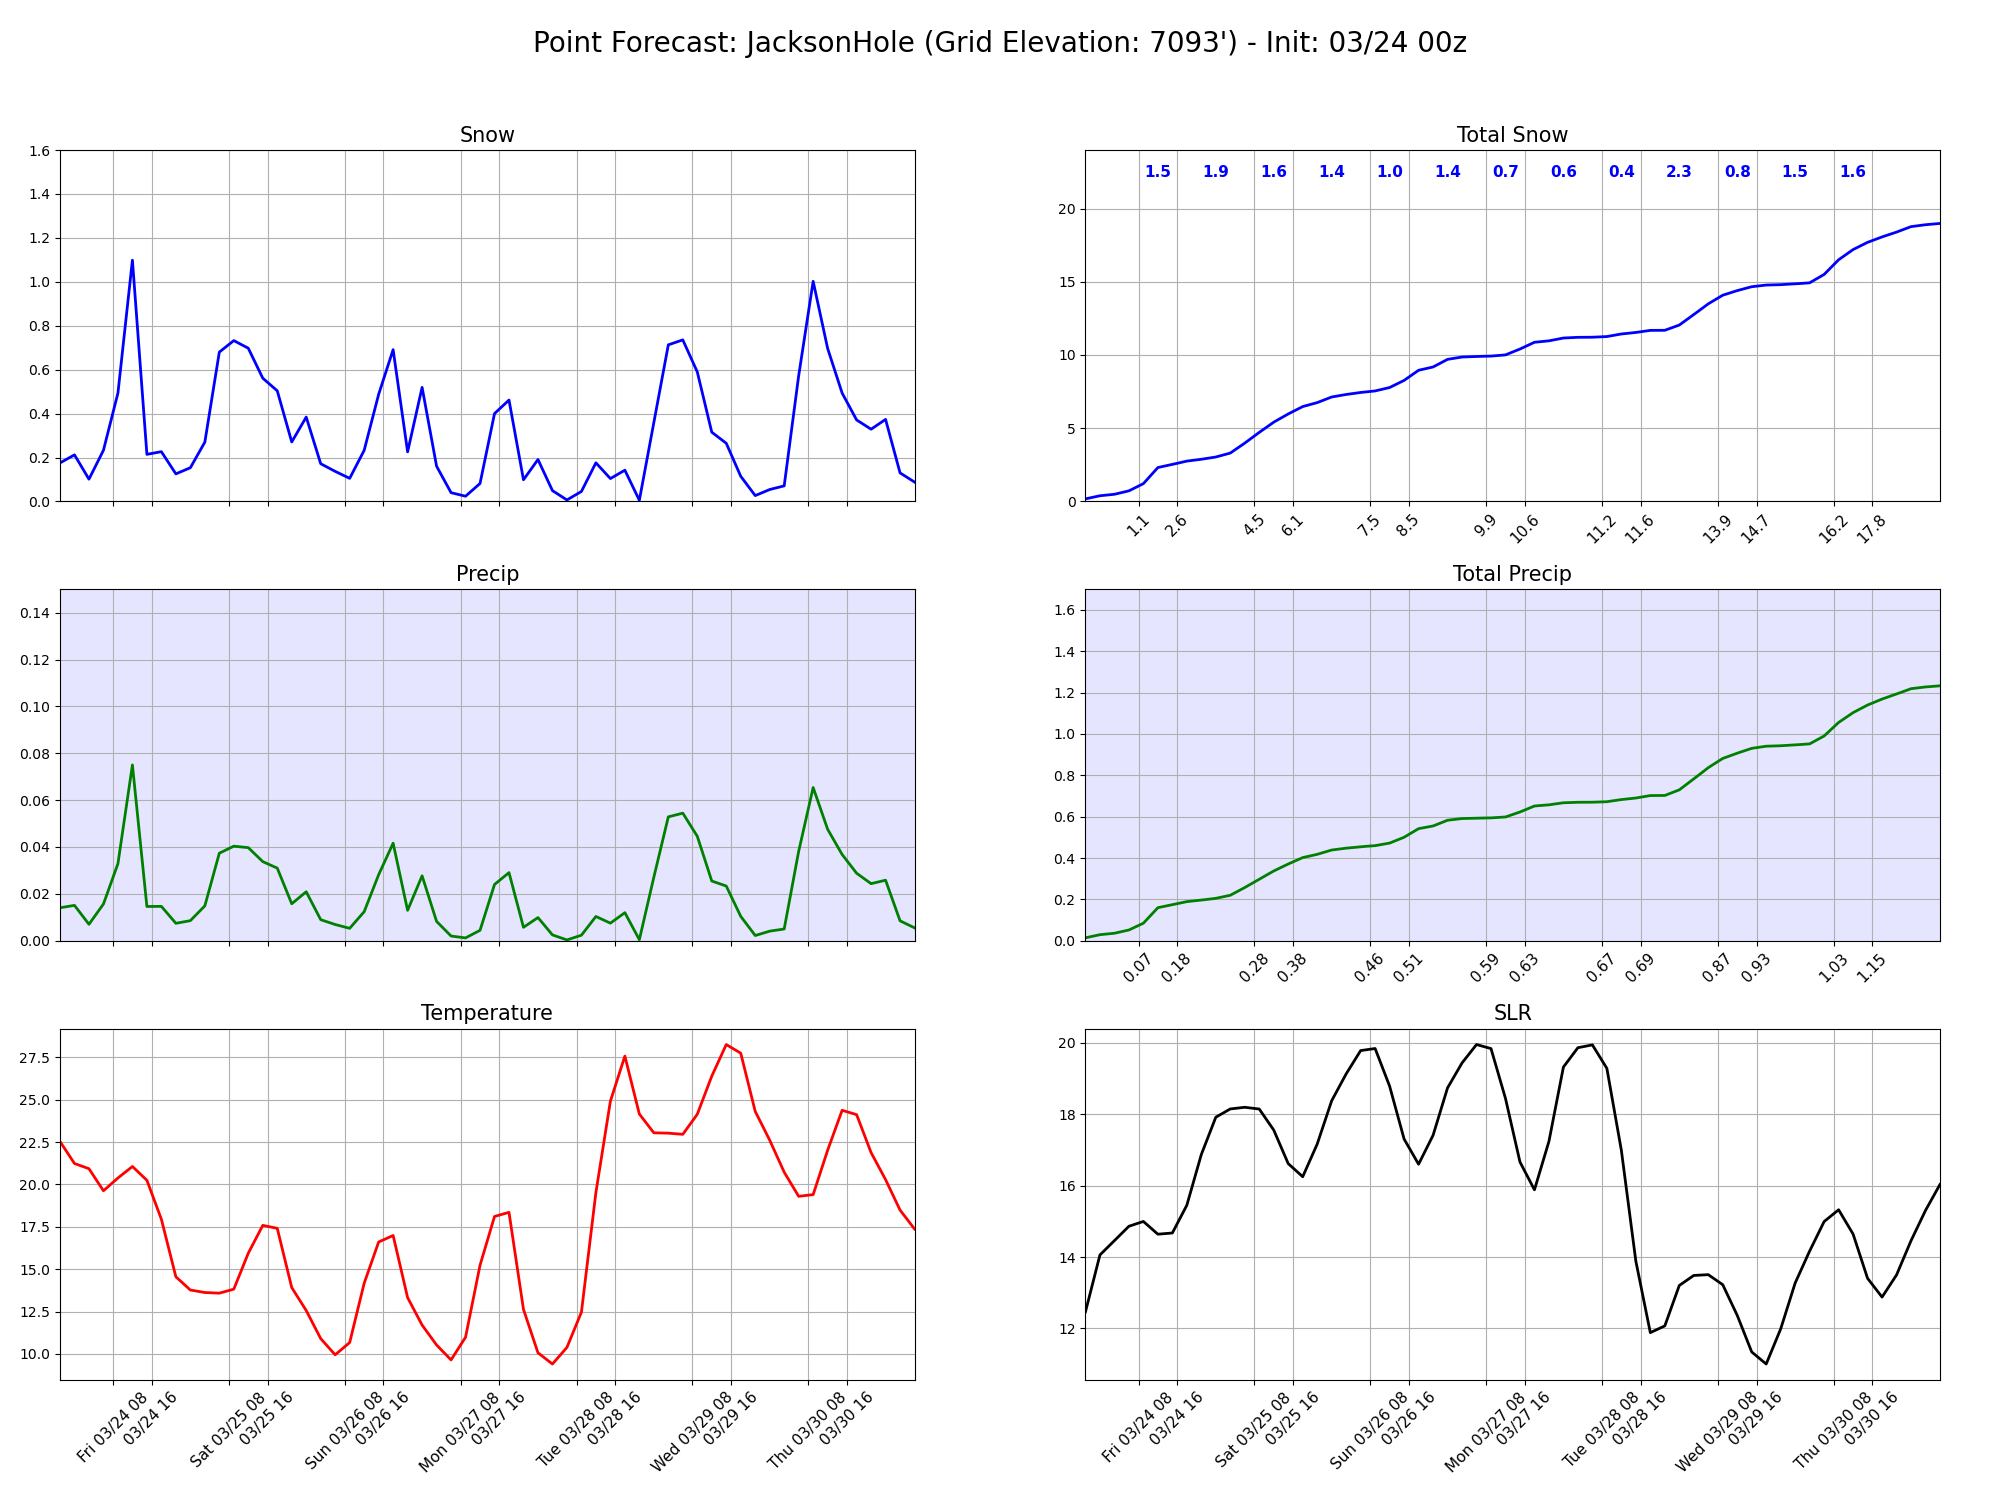 Point Forecast: JacksonHole (Grid Elevation: 7093') - Init: 03/24 00z
Snow
1.6
1.4
1.2
1.0
0.8
0.6
0.4
0.2
0.0
Total Snow
1.5 1.9 1.6 1.4 1.0 1.4 0.7 0.6 0.4 2.3 0.8 1.5 1.6
20
15
10
5
0
1.1 2.6 4.5 6.1 7.5 8.5 9.9 10.6 11.2 11.6 13.9 14.7 16.2 17.8
Precip
0.14
0.12
0.10
0.08
0.06
0.04
0.02
0.00
Total Precip
1.6
1.4
1.2
1.0
0.8
0.6
0.4
0.2
0.0
0.07 0.18 0.28 0.38 0.46 0.51 0.59 0.63 0.67 0.69 0.87 0.93 1.03 1.15
Temperature
27.5
25.0
22.5
20.0
17.5
15.0
12.5
10.0
Fri 03/24 08
03/24 16
Sat 03/25 08
03/25 16
Sun 03/26 08
03/26 16
Mon 03/27 08
03/27 16
Tue 03/28 08
03/28 16
Wed 03/29 08
03/29 16
Thu 03/30 08
03/30 16
SLR
20
18
16
14
12
Fri 03/24 08
03/24 16
Sat 03/25 08
03/25 16
Sun 03/26 08
03/26 16
Mon 03/27 08
03/27 16
Tue 03/28 08
03/28 16
Wed 03/29 08
03/29 16
Thu 03/30 08
03/30 16